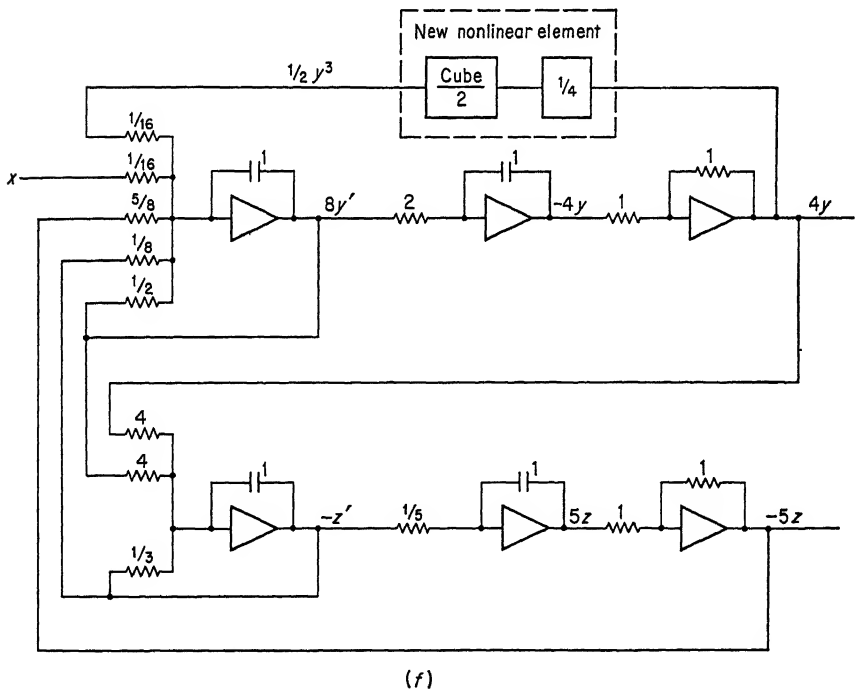 New nonlinear element
1/2 y³
Cube
2
1/4
1/16
x
1/16
5/8
1/8
1/2
1
8y′
2
1
-4y
1
1
4y
4
4
1/3
1
-z′
1/5
1
5z
1
1
-5z
(f)